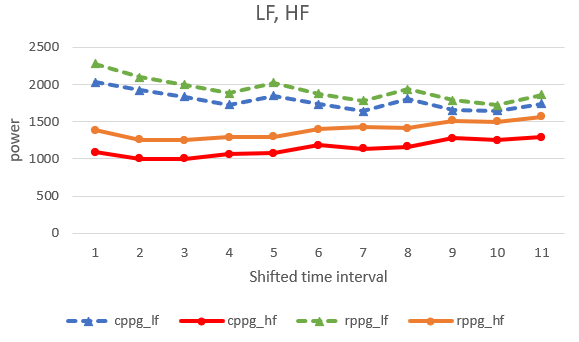 LF, HF
2500
2000
1500
1000
500
0
power
1 2 3 4 5 6 7 8 9 10 11
Shifted time interval
cppg_lf cppg_hf rppg_lf rppg_hf